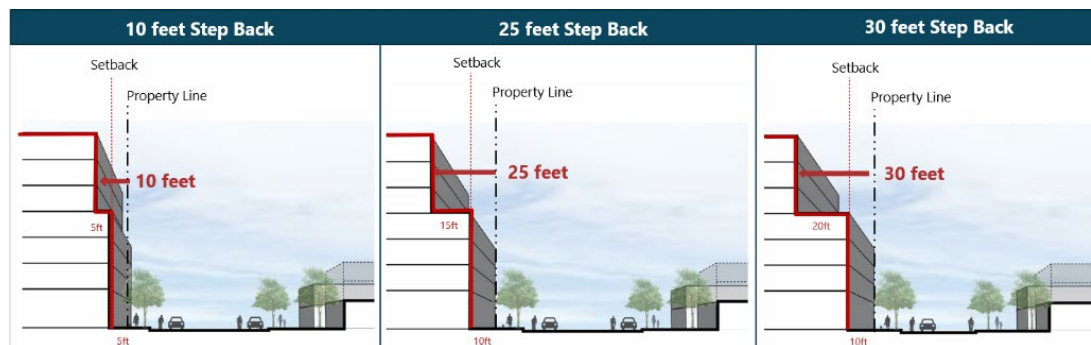 10 feet Step Back
Setback
Property Line
10 feet
5ft
5ft
25 feet Step Back
Setback
Property Line
25 feet
15ft
10ft
30 feet Step Back
Setback
Property Line
30 feet
20ft
10ft